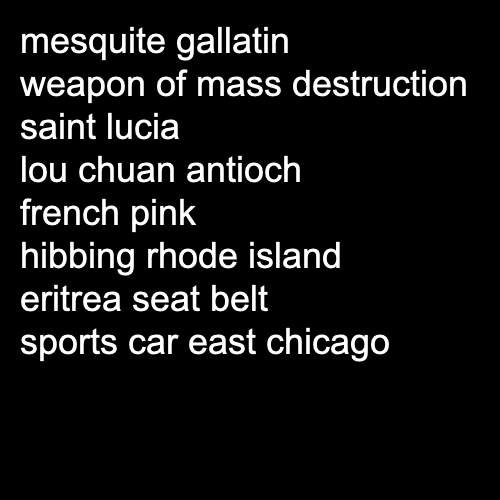 mesquite gallatin
weapon of mass destruction
saint lucia
lou chuan antioch
french pink
hibbing rhode island
eritrea seat belt
sports car east chicago